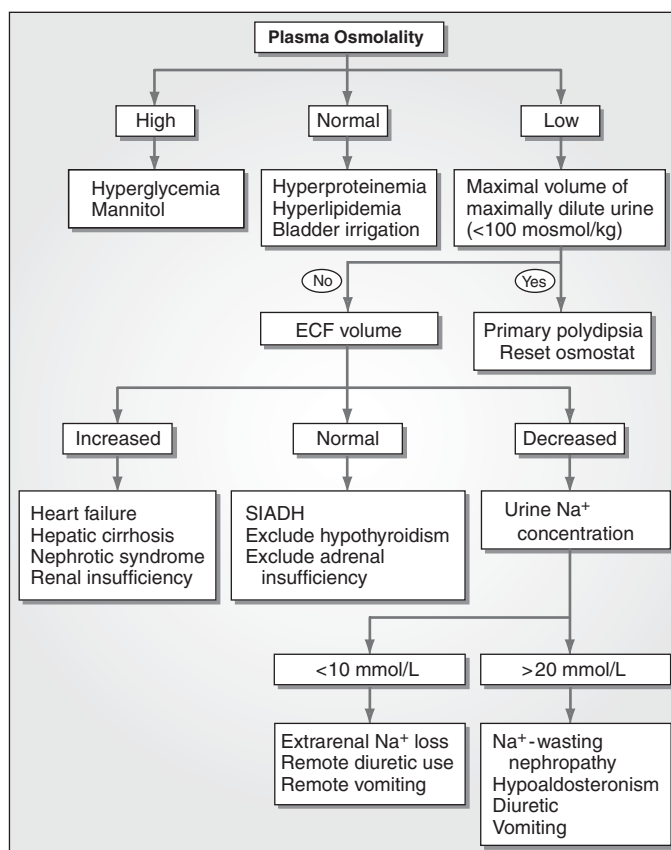 Plasma Osmolality
High
Normal
Low
Hyperglycemia
Mannitol
Hyperproteinemia
Hyperlipidemia
Bladder irrigation
Maximal volume of
maximally dilute urine
(<100 mosmol/kg)
No
Yes
ECF volume
Primary polydipsia
Reset osmostat
Increased
Normal
Decreased
Heart failure
Hepatic cirrhosis
Nephrotic syndrome
Renal insufficiency
SIADH
Exclude hypothyroidism
Exclude adrenal
insufficiency
Urine Na⁺
concentration
<10 mmol/L
>20 mmol/L
Extrarenal Na⁺ loss
Remote diuretic use
Remote vomiting
Na⁺-wasting
nephropathy
Hypoaldosteronism
Diuretic
Vomiting